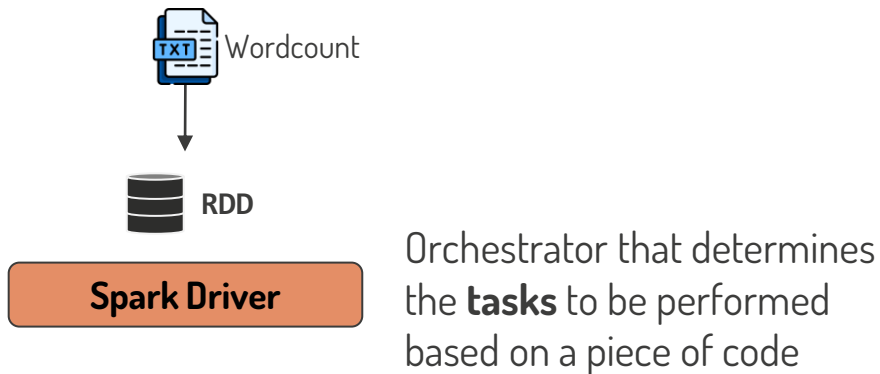 TXT
Wordcount
RDD
Spark Driver
Orchestrator that determines
the tasks to be performed
based on a piece of code